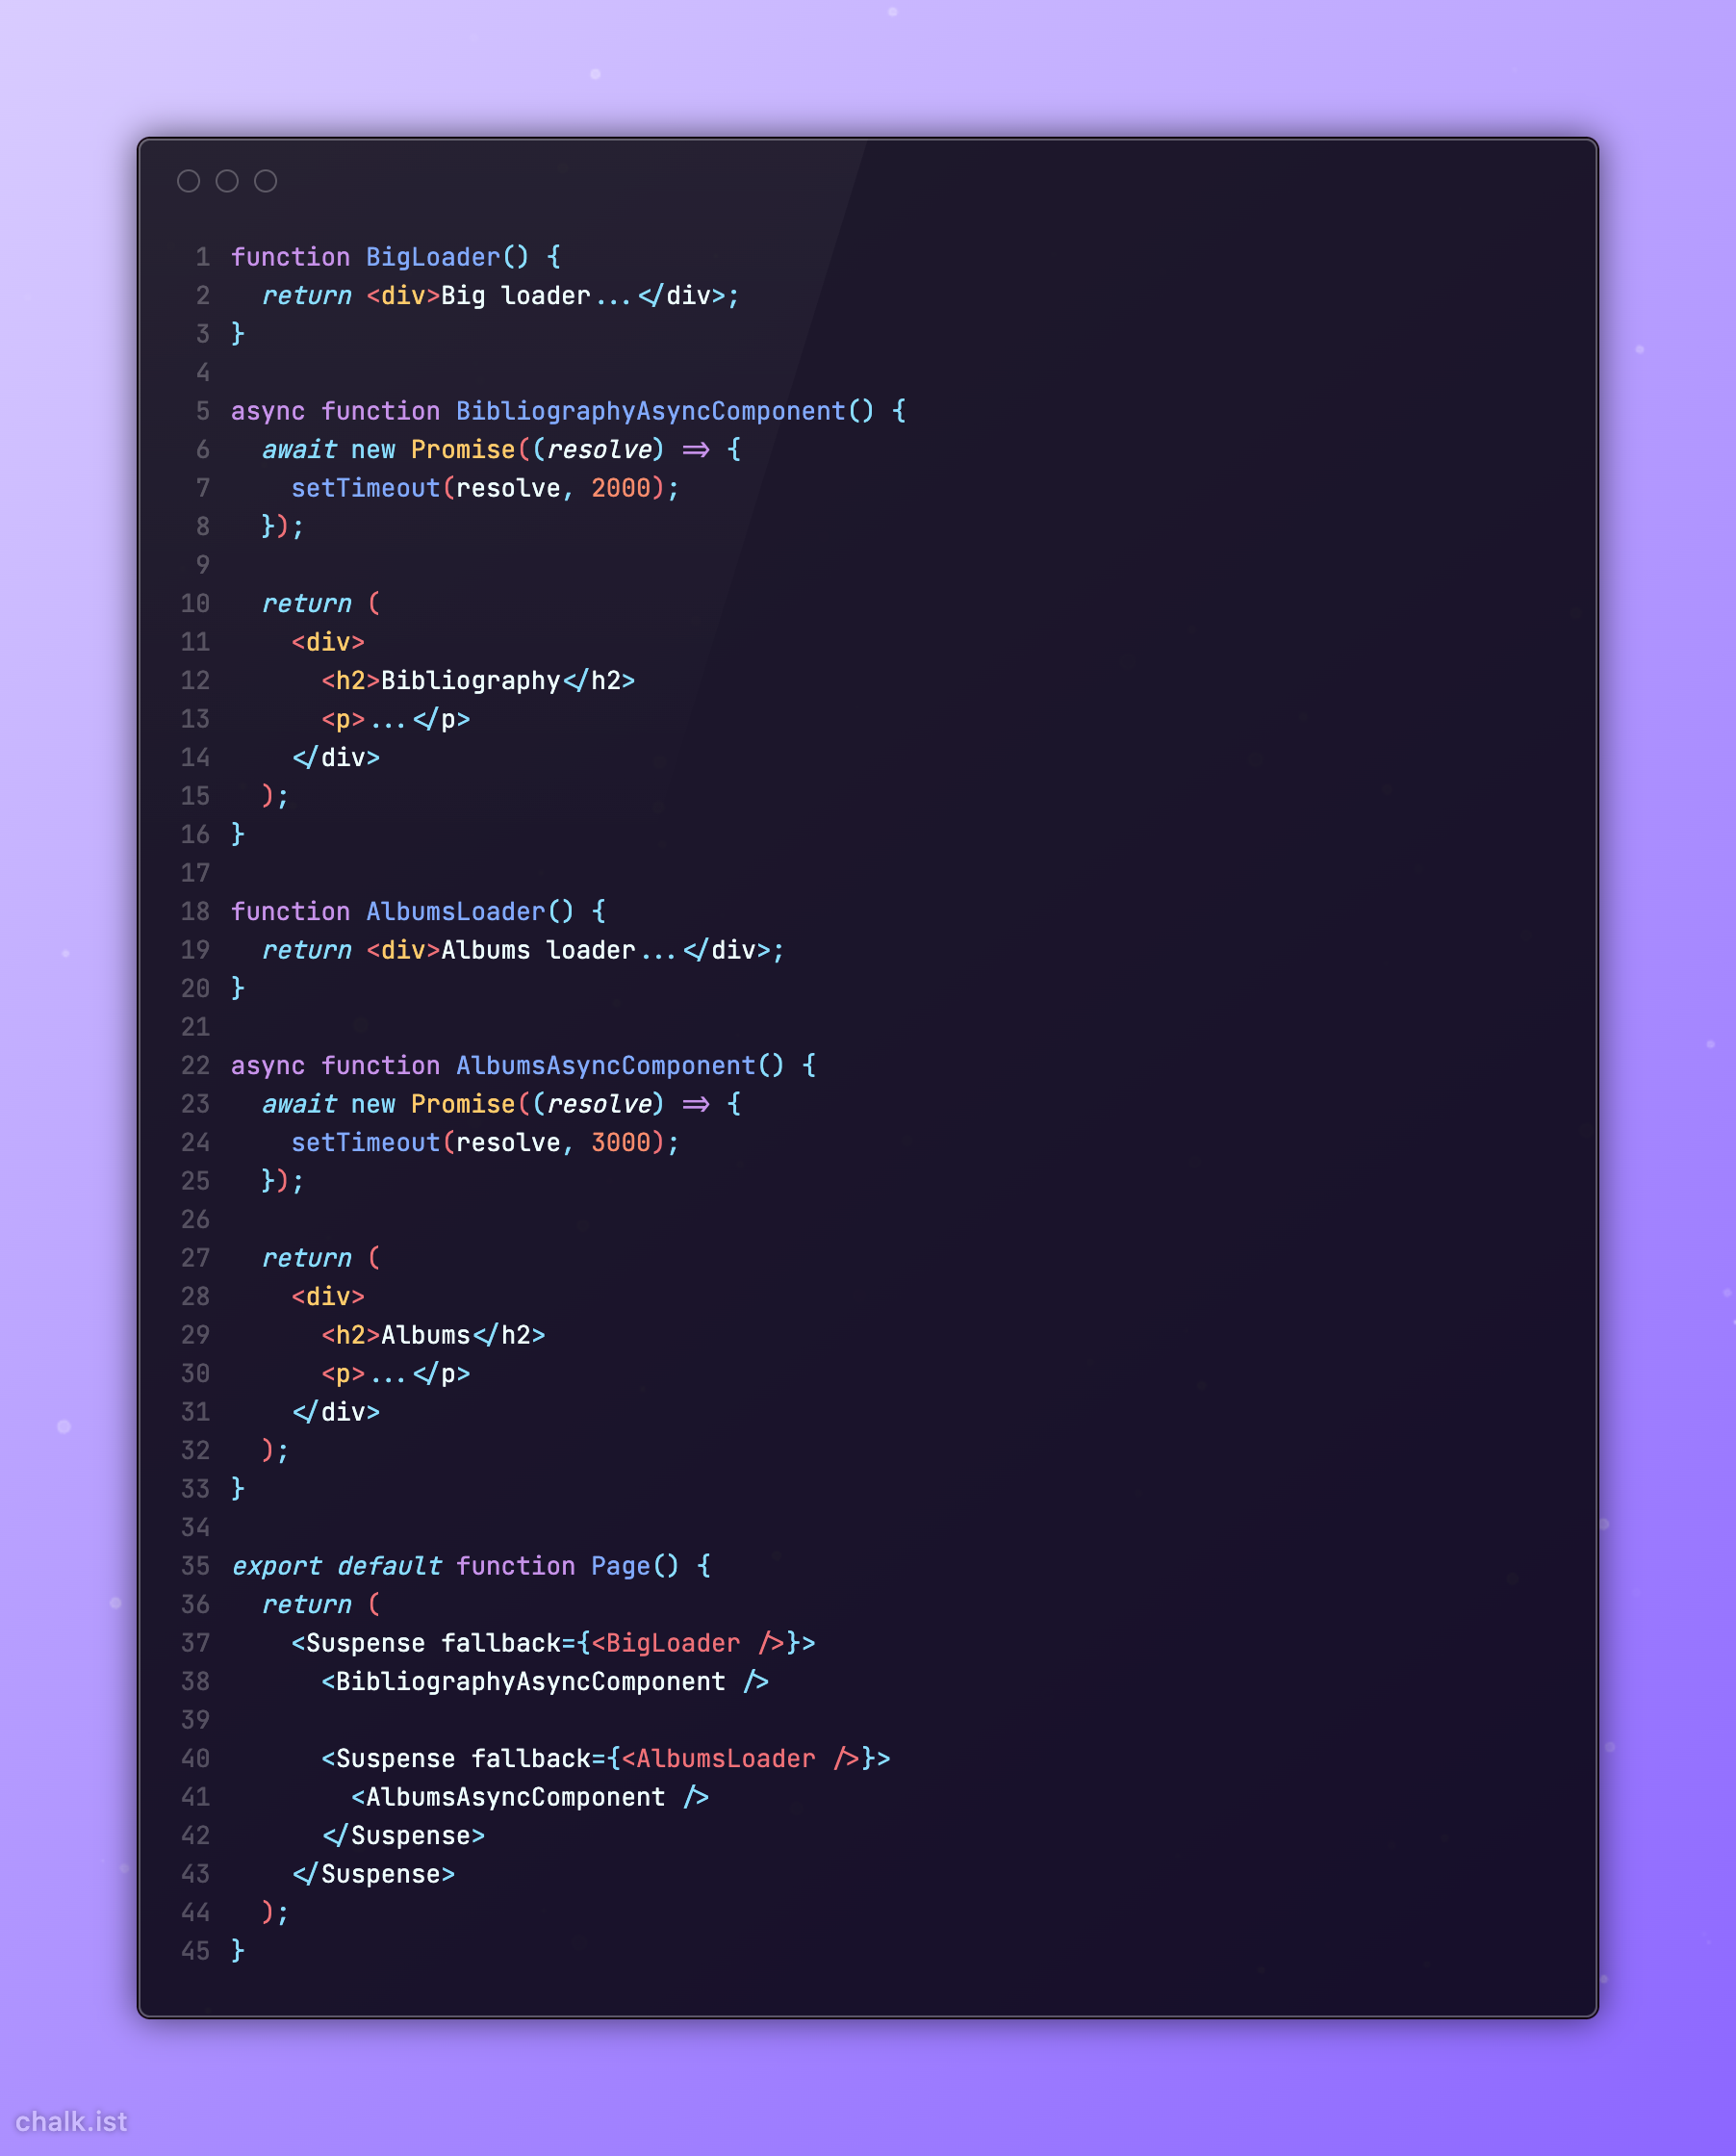 1 function BigLoader() {
2   return <div>Big loader...</div>;
3 }
4
5 async function BibliographyAsyncComponent() {
6   await new Promise((resolve) => {
7     setTimeout(resolve, 2000);
8   });
9
10   return (
11     <div>
12       <h2>Bibliography</h2>
13       <p>...</p>
14     </div>
15   );
16 }
17
18 function AlbumsLoader() {
19   return <div>Albums loader...</div>;
20 }
21
22 async function AlbumsAsyncComponent() {
23   await new Promise((resolve) => {
24     setTimeout(resolve, 3000);
25   });
26
27   return (
28     <div>
29       <h2>Albums</h2>
30       <p>...</p>
31     </div>
32   );
33 }
34
35 export default function Page() {
36   return (
37     <Suspense fallback={<BigLoader />}>
38       <BibliographyAsyncComponent />
39
40       <Suspense fallback={<AlbumsLoader />}>
41         <AlbumsAsyncComponent />
42       </Suspense>
43     </Suspense>
44   );
45 }
chalk.ist